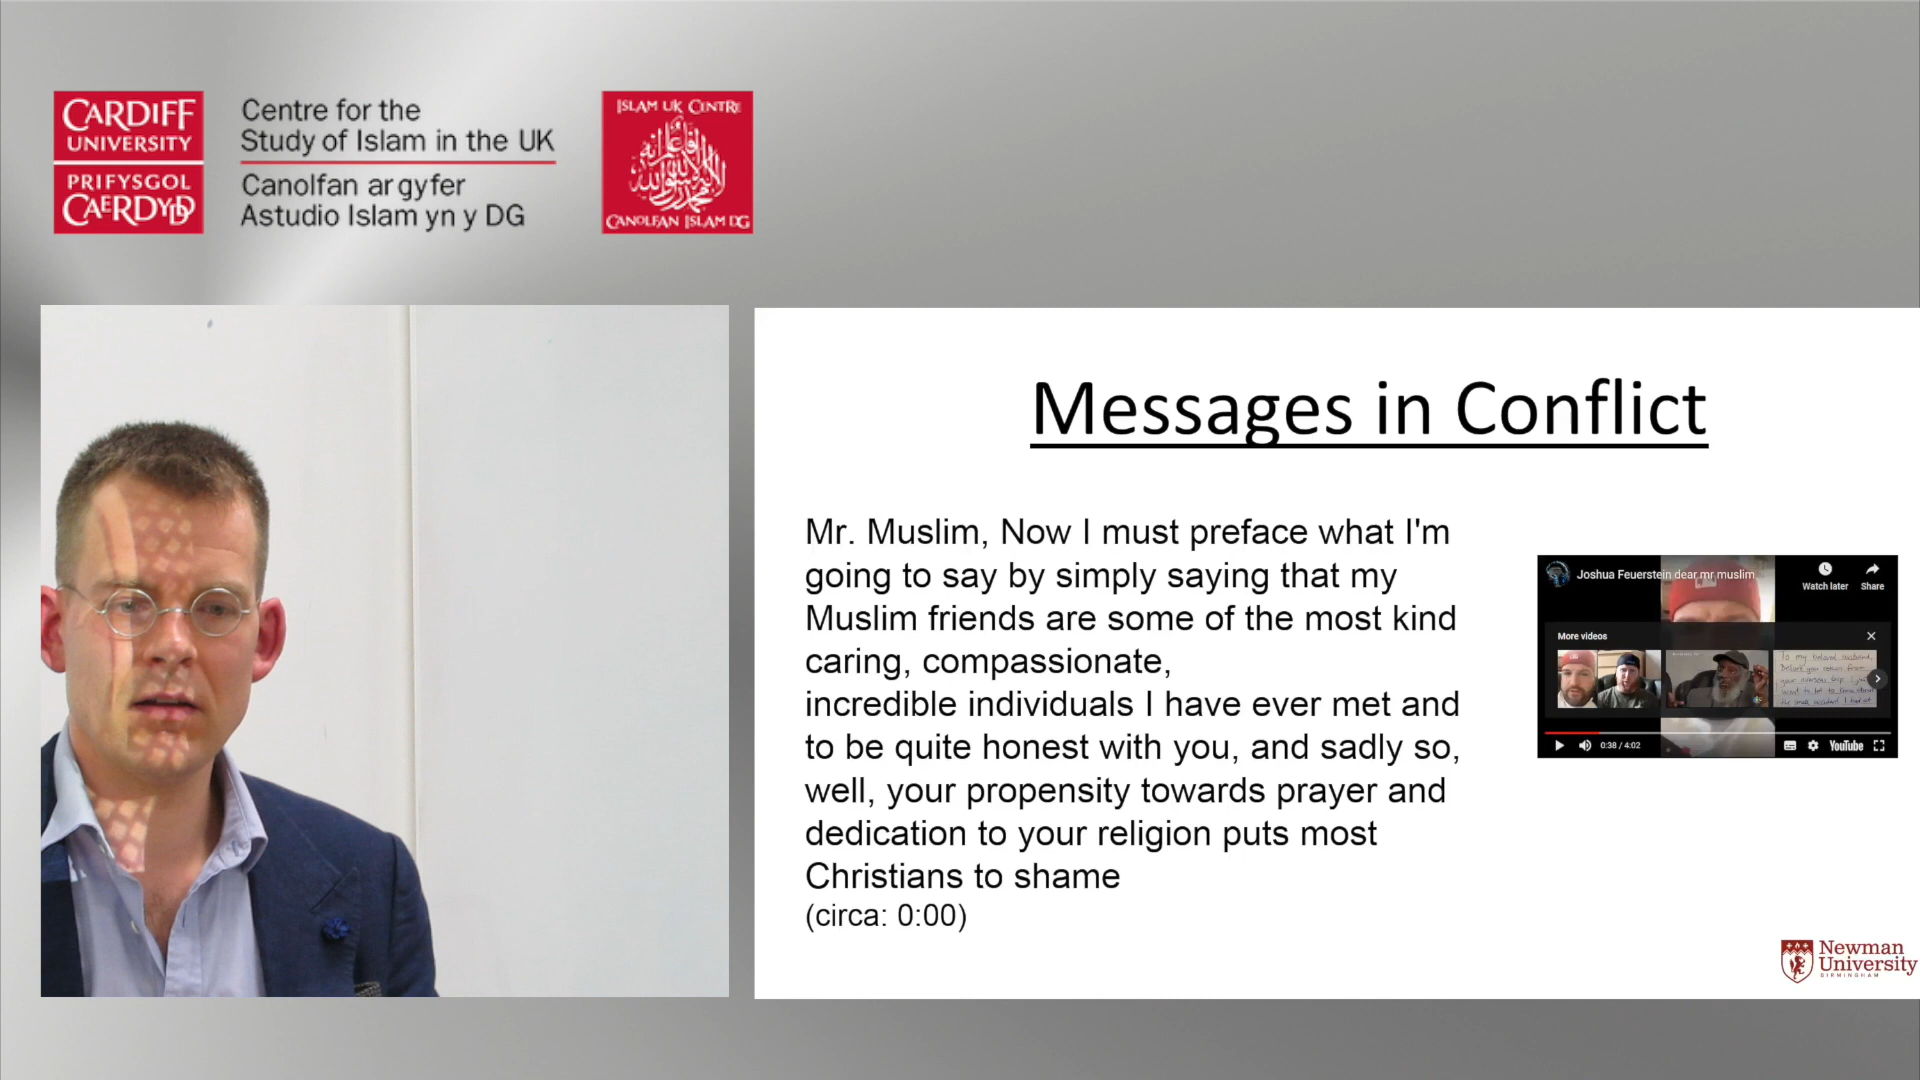 CARDIFF
UNIVERSITY
PRIFYSGOL
CAERDYDD
Centre for the
Study of Islam in the UK
Canolfan ar gyfer
Astudio Islam yn y DG
ISLAM UK CENTRE
CANOLFAN ISLAM DG
Messages in Conflict
Mr. Muslim, Now I must preface what I'm
going to say by simply saying that my
Muslim friends are some of the most kind
caring, compassionate,
incredible individuals I have ever met and
to be quite honest with you, and sadly so,
well, your propensity towards prayer and
dedication to your religion puts most
Christians to shame
(circa: 0:00)
Joshua Feuerstein dear mr muslim
Watch later
Share
More videos
To my beloved husband,
0:38 / 4:02
YouTube
Newman
University
BIRMINGHAM